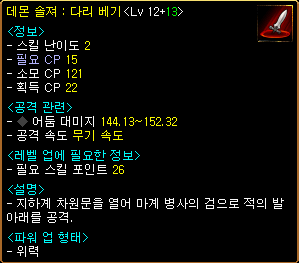 데몬 솔져 : 다리 베기<Lv 12+13>
<정보>
- 스킬 난이도 2
- 필요 CP 15
- 소모 CP 121
- 획득 CP 22
<공격 관련>
- ◆ 어둠 대미지 144.13~152.32
- 공격 속도 무기 속도
<레벨 업에 필요한 정보>
- 필요 스킬 포인트 26
<설명>
- 지하계 차원문을 열어 마계 병사의 검으로 적의 발
아래를 공격.
<파워 업 형태>
- 위력